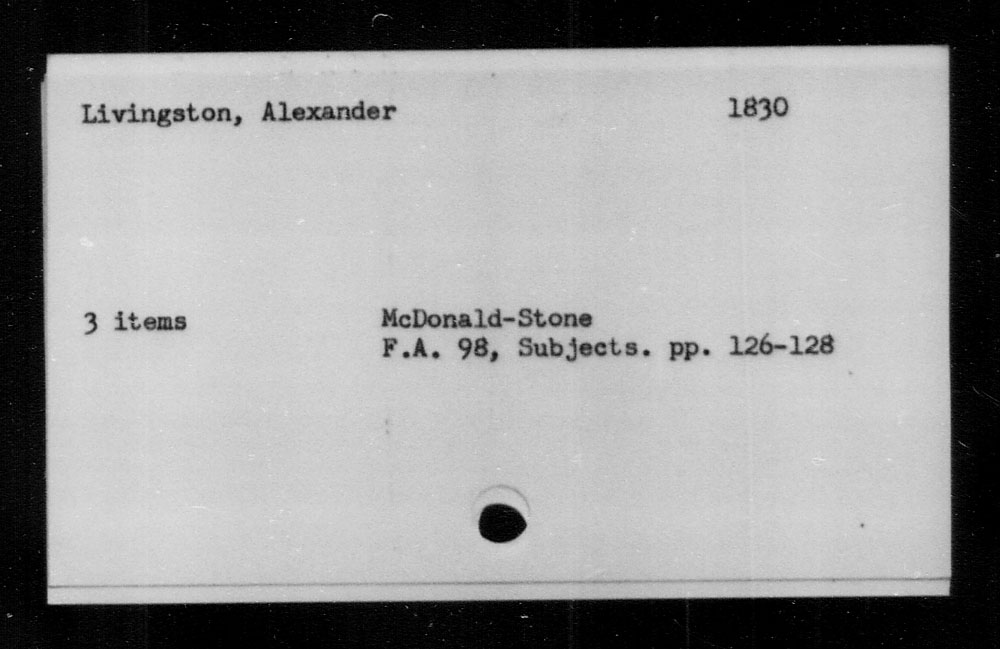 Livingston, Alexander 1830
3 items McDonald-Stone
F.A. 98, Subjects. pp. 126-128